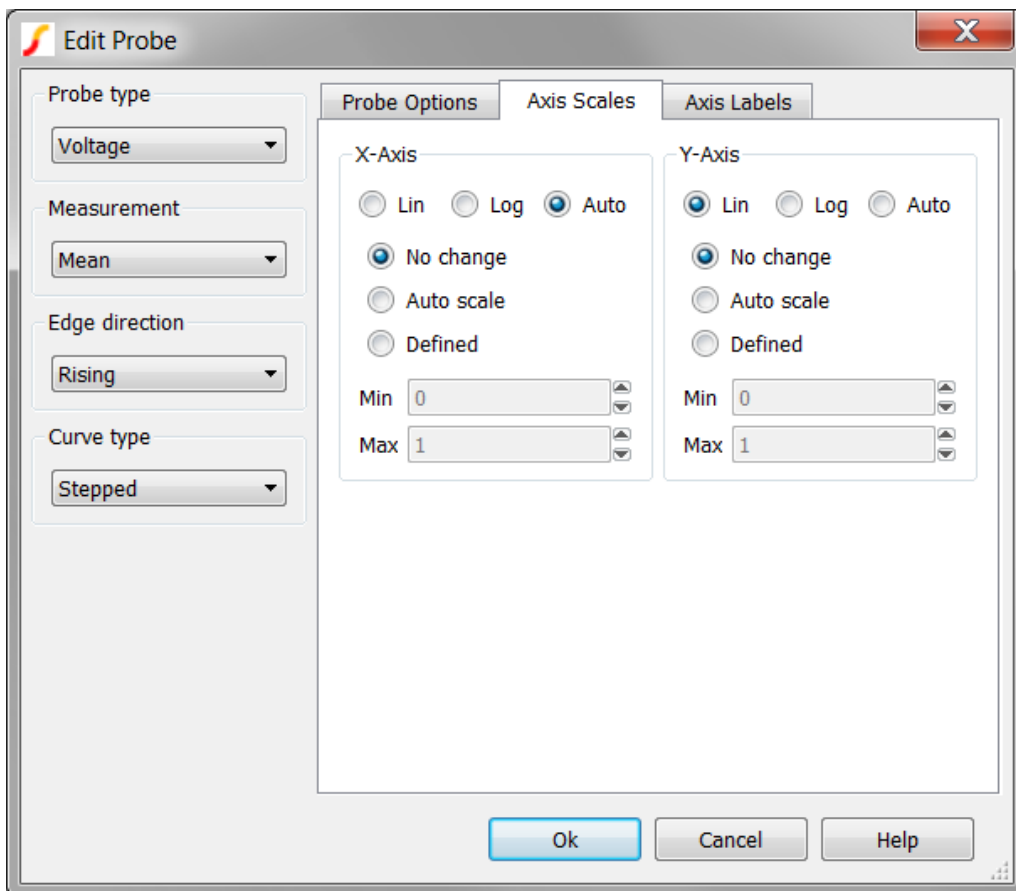 Edit Probe
X
Probe type
Voltage
Measurement
Mean
Edge direction
Rising
Curve type
Stepped
Probe Options Axis Scales Axis Labels
X-Axis
Lin Log Auto
No change
Auto scale
Defined
Min 0
Max 1
Y-Axis
Lin Log Auto
No change
Auto scale
Defined
Min 0
Max 1
Ok Cancel Help